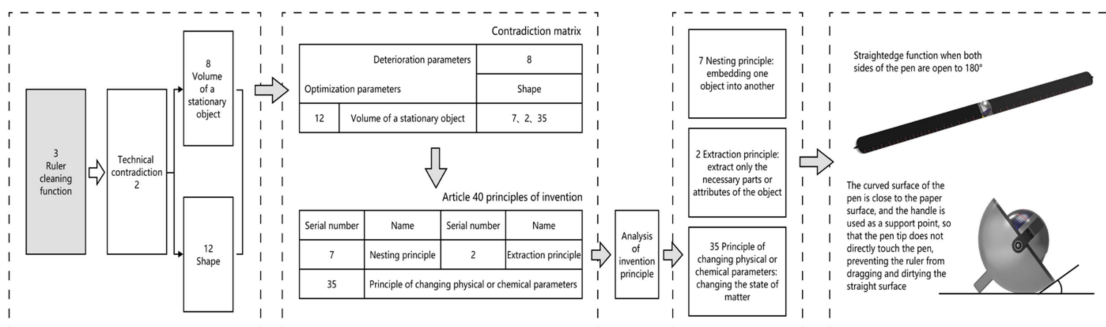 3
Ruler
cleaning
function
Technical
contradiction
2
8
Volume
of a
stationary
object
12
Shape
Contradiction matrix
Deterioration parameters
8
Optimization parameters
Shape
12
Volume of a stationary object
7、2、35
Article 40 principles of invention
Serial number
Name
Serial number
Name
7
Nesting principle
2
Extraction principle
35
Principle of changing physical or chemical parameters
Analysis
of
invention
principle
7 Nesting principle:
embedding one
object into another
2 Extraction principle:
extract only the
necessary parts or
attributes of the object
35 Principle of
changing physical or
chemical parameters:
changing the state of
matter
Straightedge function when both
sides of the pen are open to 180°
The curved surface of the
pen is close to the paper
surface, and the handle is
used as a support point, so
that the pen tip does not
directly touch the pen,
preventing the ruler from
dragging and dirtying the
straight surface